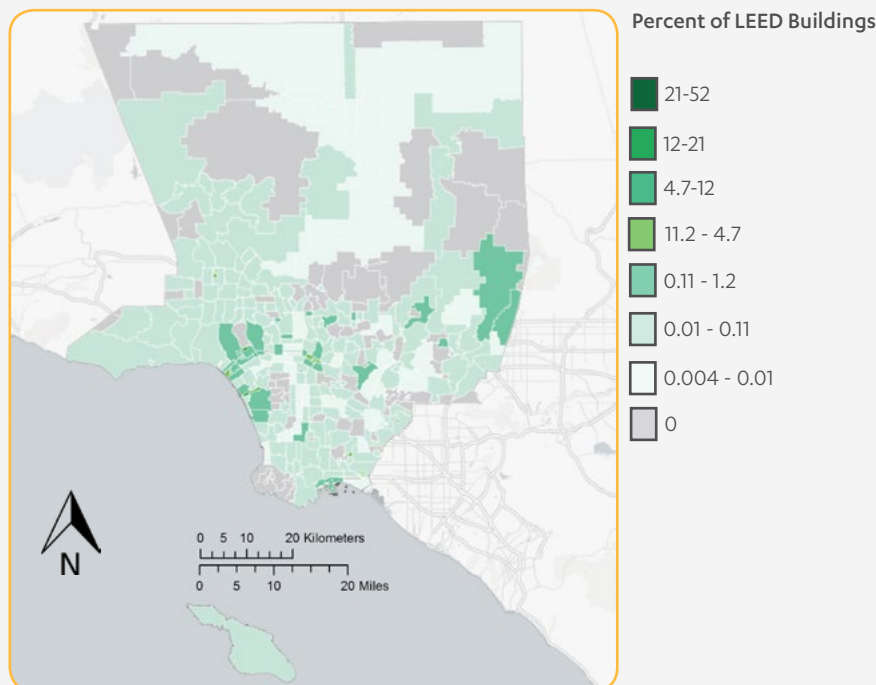 Percent of LEED Buildings
21-52
12-21
4.7-12
11.2 - 4.7
0.11 - 1.2
0.01 - 0.11
0.004 - 0.01
0
N
0 5 10 20 Kilometers
0 5 10 20 Miles